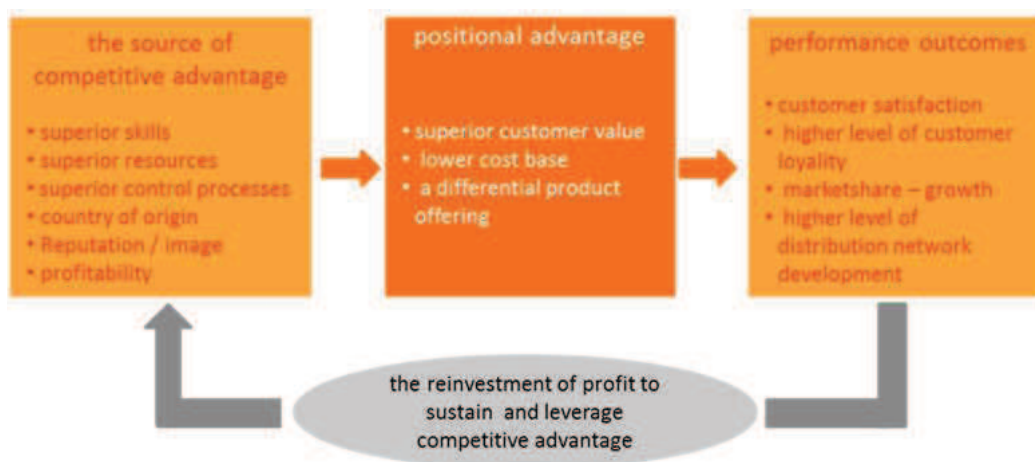 the source of
competitive advantage
• superior skills
• superior resources
• superior control processes
• country of origin
• Reputation / image
• profitability
positional advantage
• superior customer value
• lower cost base
• a differential product
offering
performance outcomes
• customer satisfaction
• higher level of customer
loyality
• marketshare – growth
• higher level of
distribution network
development
the reinvestment of profit to
sustain and leverage
competitive advantage